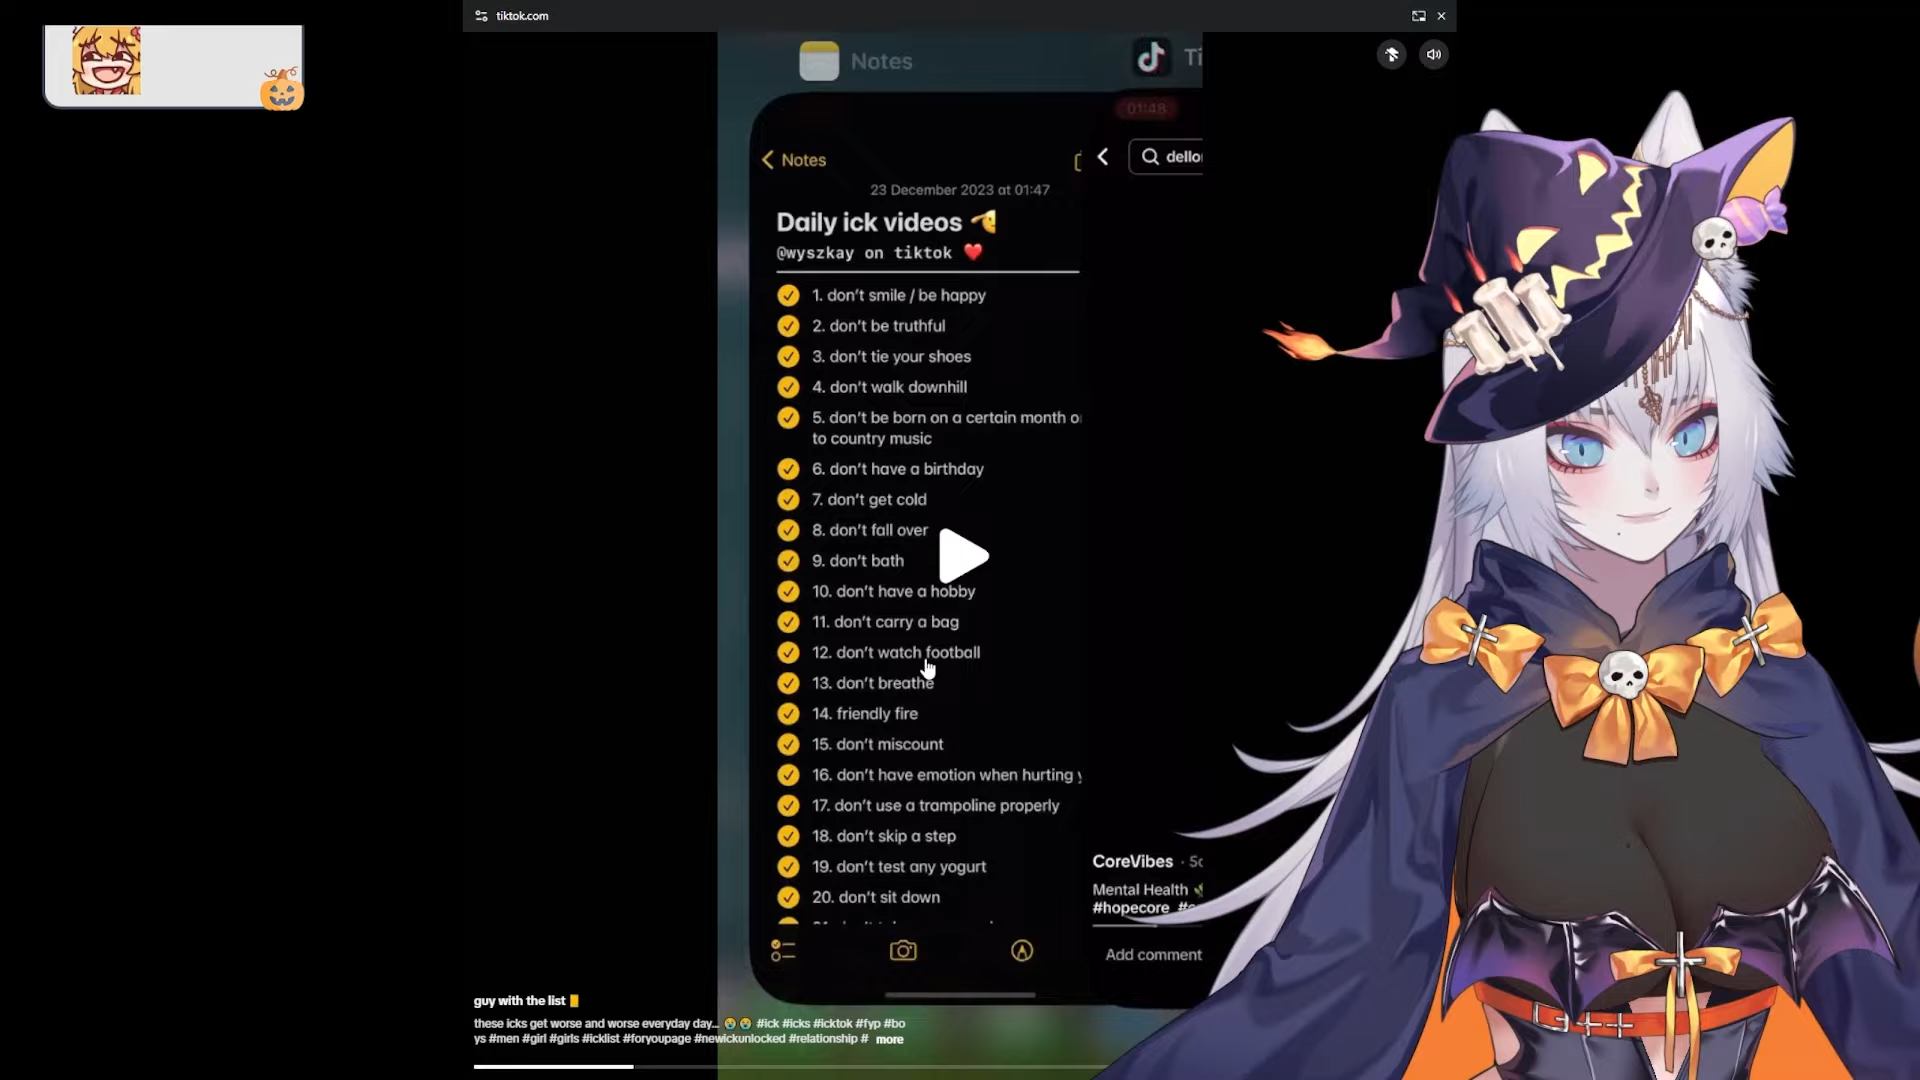 tiktok.com
Notes
01:48
Notes
23 December 2023 at 01:47
Daily ick videos
@wyszkay on tiktok
1. don't smile / be happy
2. don't be truthful
3. don't tie your shoes
4. don't walk downhill
5. don't be born on a certain month
to country music
6. don't have a birthday
7. don't get cold
8. don't fall over
9. don't bath
10. don't have a hobby
11. don't carry a bag
12. don't watch football
13. don't breathe
14. friendly fire
15. don't miscount
16. don't have emotion when hurting
17. don't use a trampoline properly
18. don't skip a step
19. don't test any yogurt
20. don't sit down
CoreVibes
Mental Health
#hopecore
Add comment
guy with the list
these icks get worse and worse everyday day... 😭😭 #ick #icks #icktok #fyp #bo
ys #men #girl #girls #icklist #foryoupage #newickunlocked #relationship # more